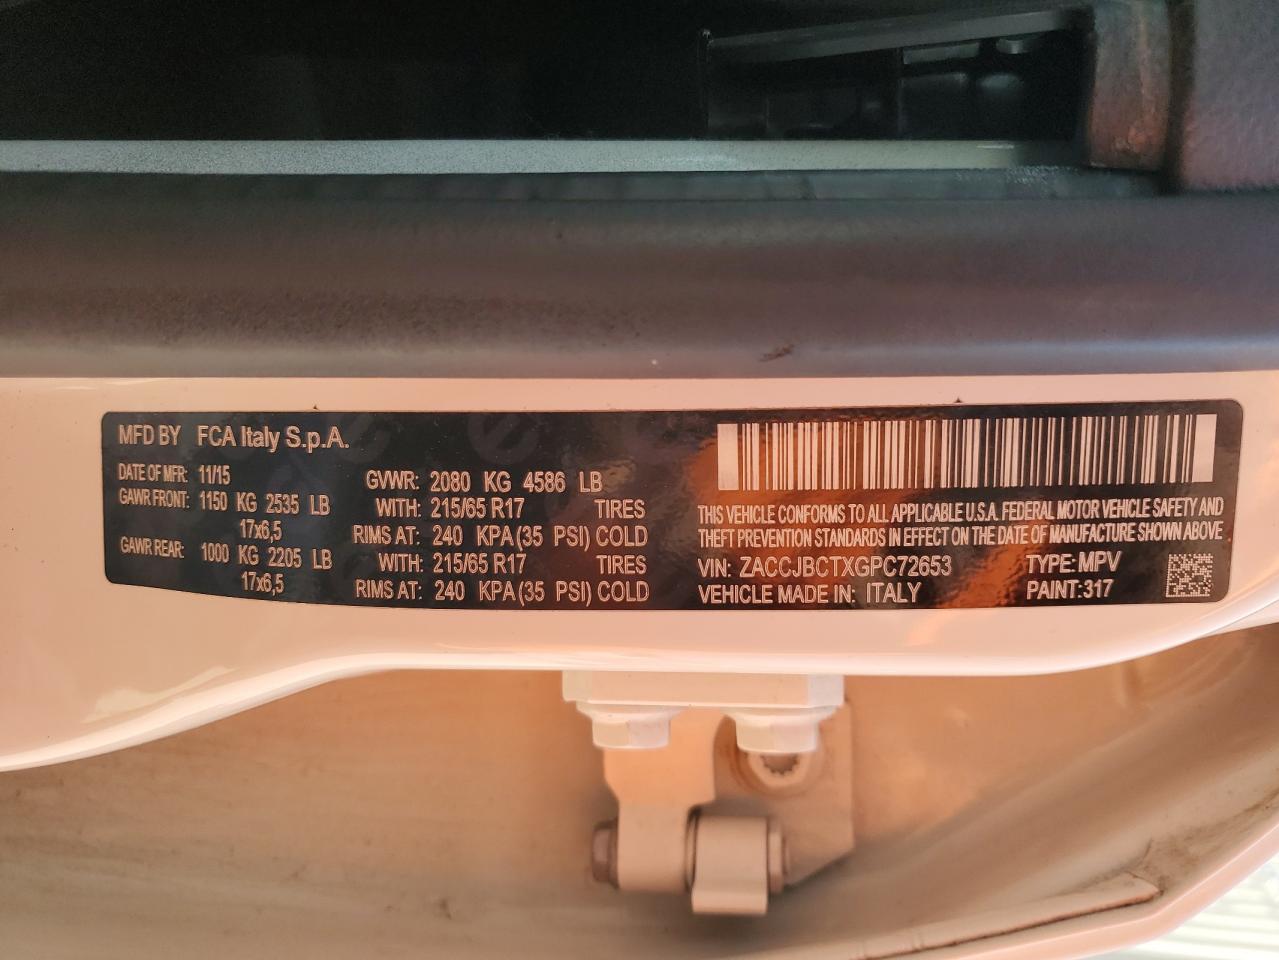 MFD BY FCA Italy S.p.A.
DATE OF MFR: 11/15 GVWR: 2080 KG 4586 LB
GAWR FRONT: 1150 KG 2535 LB WITH: 215/65 R17 TIRES
17x6,5 RIMS AT: 240 KPA(35 PSI) COLD
GAWR REAR: 1000 KG 2205 LB WITH: 215/65 R17 TIRES
17x6,5 RIMS AT: 240 KPA(35 PSI) COLD
THIS VEHICLE CONFORMS TO ALL APPLICABLE U.S.A. FEDERAL MOTOR VEHICLE SAFETY AND
THEFT PREVENTION STANDARDS IN EFFECT ON THE DATE OF MANUFACTURE SHOWN ABOVE
VIN: ZACCJBCTXGPC72653 TYPE: MPV
VEHICLE MADE IN: ITALY PAINT:317